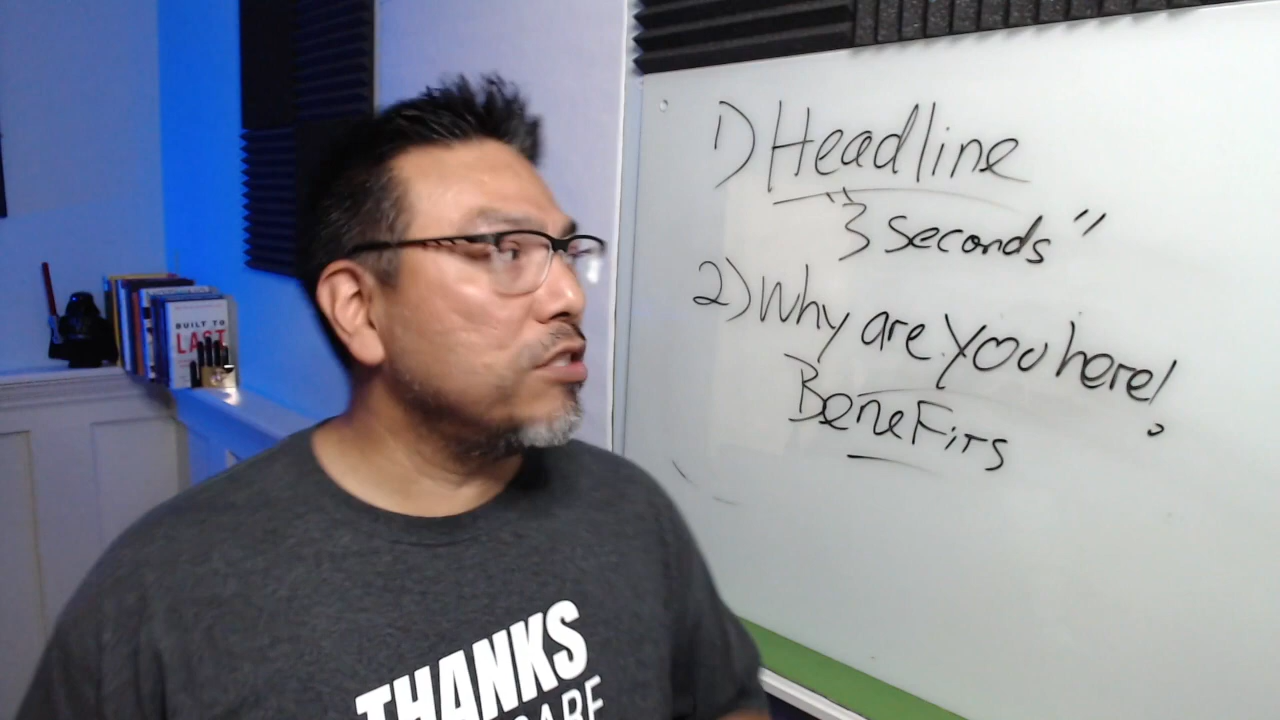 1) Headline
"3 seconds"
2) Why are you here!
BeneFits
BUILT TO
LAST
THANKS